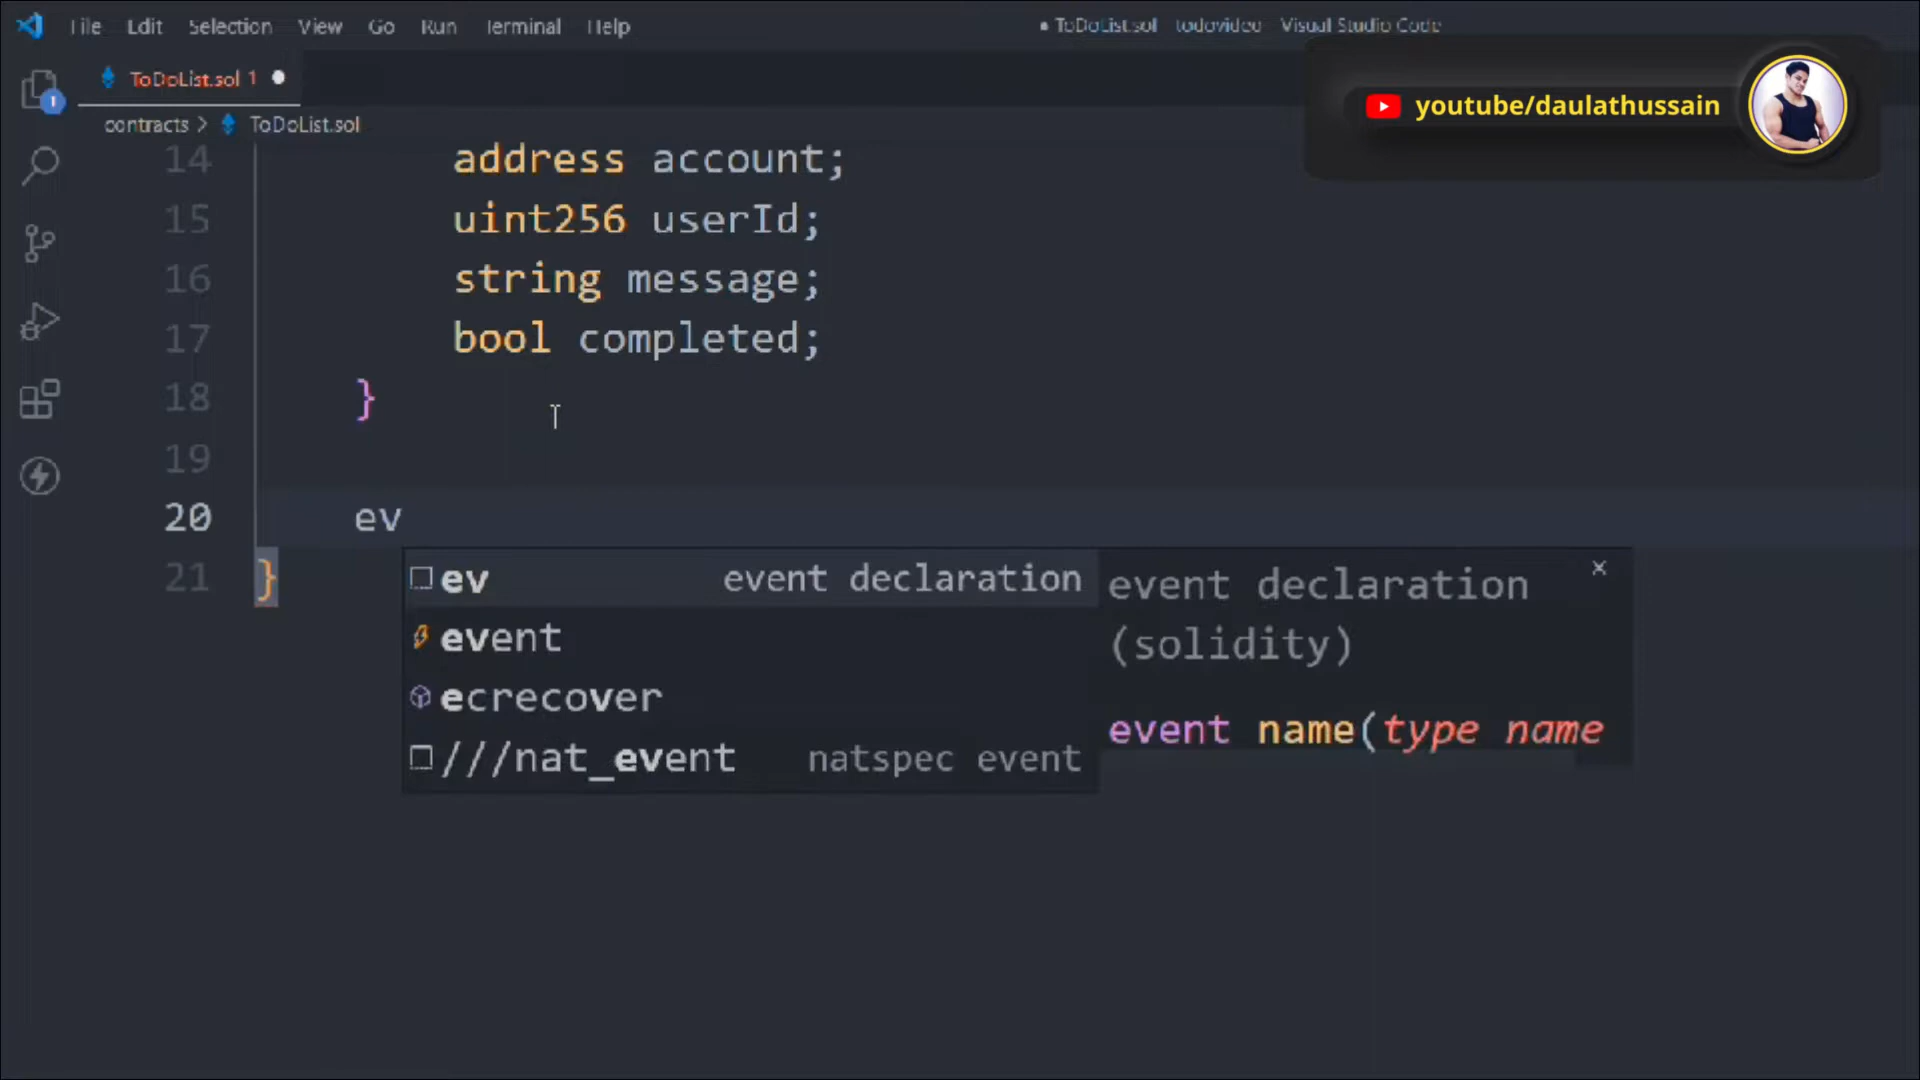 File Edit Selection View Go Run Terminal Help
● ToDoList.sol todovideo Visual Studio Code
youtube/daulathussain
1
ToDoList.sol 1 ●
contracts > ToDoList.sol
14 address account;
15 uint256 userId;
16 string message;
17 bool completed;
18 }
19
20 ev
21 }
ev event declaration
event
ecrecover
///nat_event natspec event
event declaration ×
(solidity)
event name(type name